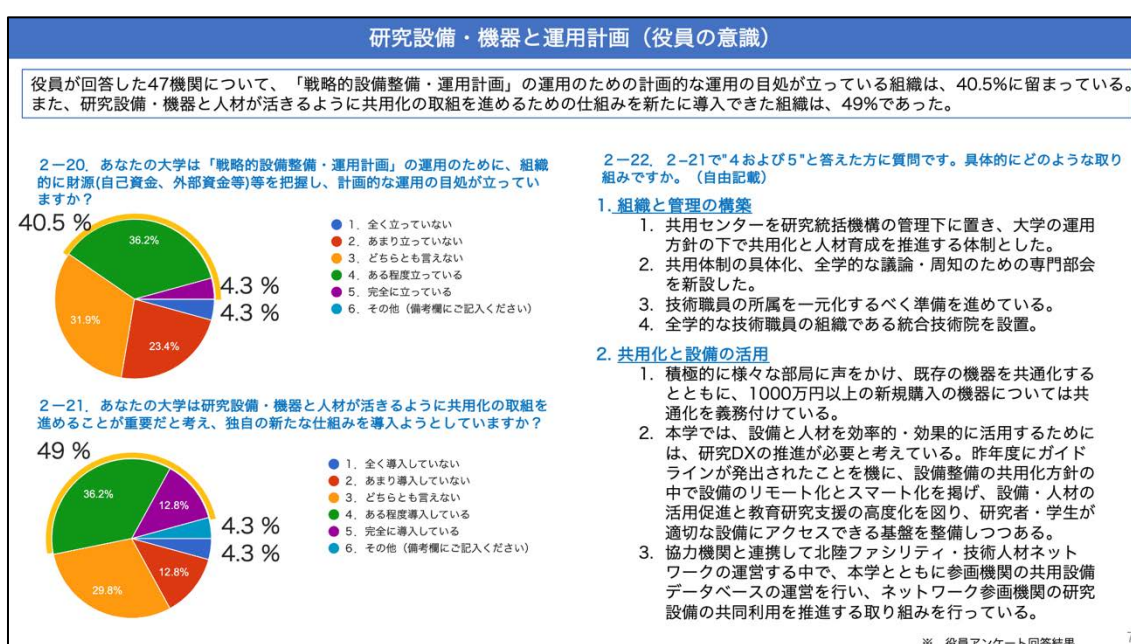 研究設備・機器と運用計画（役員の意識）
役員が回答した47機関について、「戦略的設備整備・運用計画」の運用のための計画的な運用の目処が立っている組織は、40.5%に留まっている。
また、研究設備・機器と人材が活きるように共用化の取組を進めるための仕組みを新たに導入できた組織は、49%であった。
2－20．あなたの大学は「戦略的設備整備・運用計画」の運用のために、組織
的に財源(自己資金、外部資金等)等を把握し、計画的な運用の目処が立ってい
ますか？
40.5 %
36.2%
4.3 %
4.3 %
31.9%
23.4%
1．全く立っていない
2．あまり立っていない
3．どちらとも言えない
4．ある程度立っている
5．完全に立っている
6．その他（備考欄にご記入ください）
2－21．あなたの大学は研究設備・機器と人材が活きるように共用化の取組を
進めることが重要だと考え、独自の新たな仕組みを導入ようとしていますか？
49 %
36.2%
12.8%
4.3 %
4.3 %
29.8%
12.8%
1．全く導入していない
2．あまり導入していない
3．どちらとも言えない
4．ある程度導入している
5．完全に導入している
6．その他（備考欄にご記入ください）
2－22．2–21で"4および5"と答えた方に質問です。具体的にどのような取り
組みですか。（自由記載）
1. 組織と管理の構築
1. 共用センターを研究統括機構の管理下に置き、大学の運用
方針の下で共用化と人材育成を推進する体制とした。
2. 共用体制の具体化、全学的な議論・周知のための専門部会
を新設した。
3. 技術職員の所属を一元化するべく準備を進めている。
4. 全学的な技術職員の組織である統合技術院を設置。
2. 共用化と設備の活用
1. 積極的に様々な部局に声をかけ、既存の機器を共通化する
とともに、1000万円以上の新規購入の機器については共
通化を義務付けている。
2. 本学では、設備と人材を効率的・効果的に活用するために
は、研究DXの推進が必要と考えている。昨年度にガイド
ラインが発出されたことを機に、設備整備の共用化方針の
中で設備のリモート化とスマート化を掲げ、設備・人材の
活用促進と教育研究支援の高度化を図り、研究者・学生が
適切な設備にアクセスできる基盤を整備しつつある。
3. 協力機関と連携して北陸ファシリティ・技術人材ネット
ワークの運営する中で、本学とともに参画機関の共用設備
データベースの運営を行い、ネットワーク参画機関の研究
設備の共同利用を推進する取り組みを行っている。
※ 役員アンケート回答結果